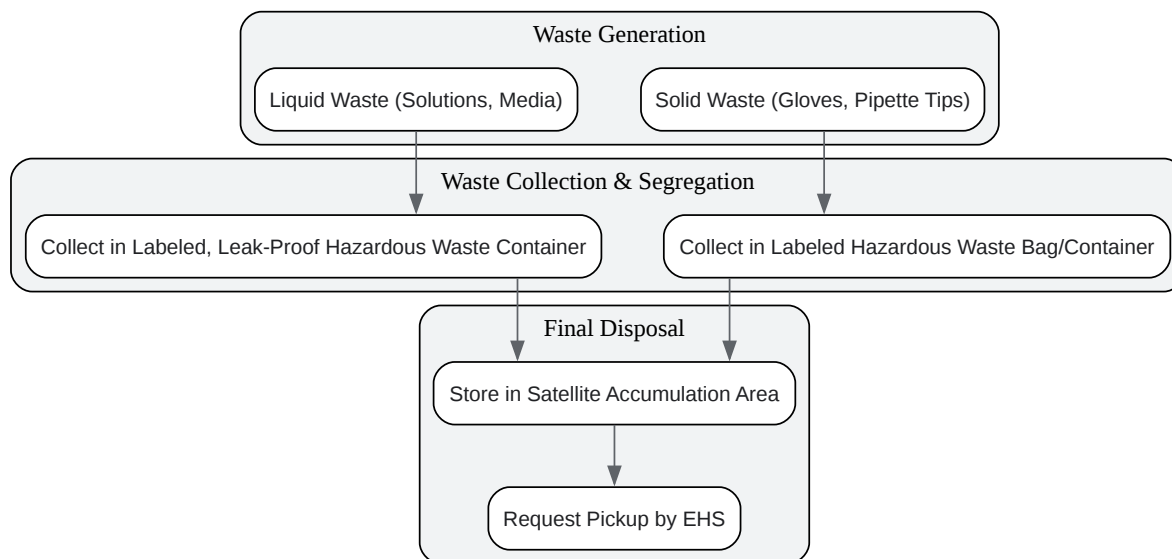 Waste Generation
Liquid Waste (Solutions, Media)
Solid Waste (Gloves, Pipette Tips)
Waste Collection & Segregation
Collect in Labeled, Leak-Proof Hazardous Waste Container
Collect in Labeled Hazardous Waste Bag/Container
Final Disposal
Store in Satellite Accumulation Area
Request Pickup by EHS